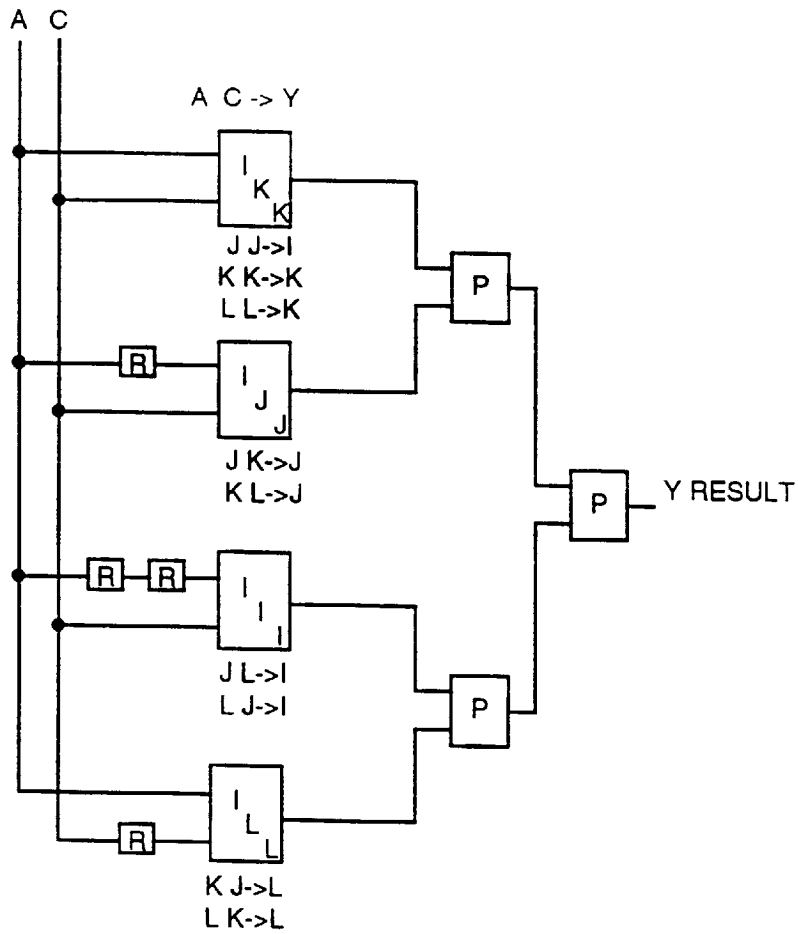 A C
A C -> Y
I
K
K
J J->I
K K->K
L L->K
P
R
I
J
J
J K->J
K L->J
P
Y RESULT
R
R
I
I
I
J L->I
L J->I
P
I
L
L
R
K J->L
L K->L